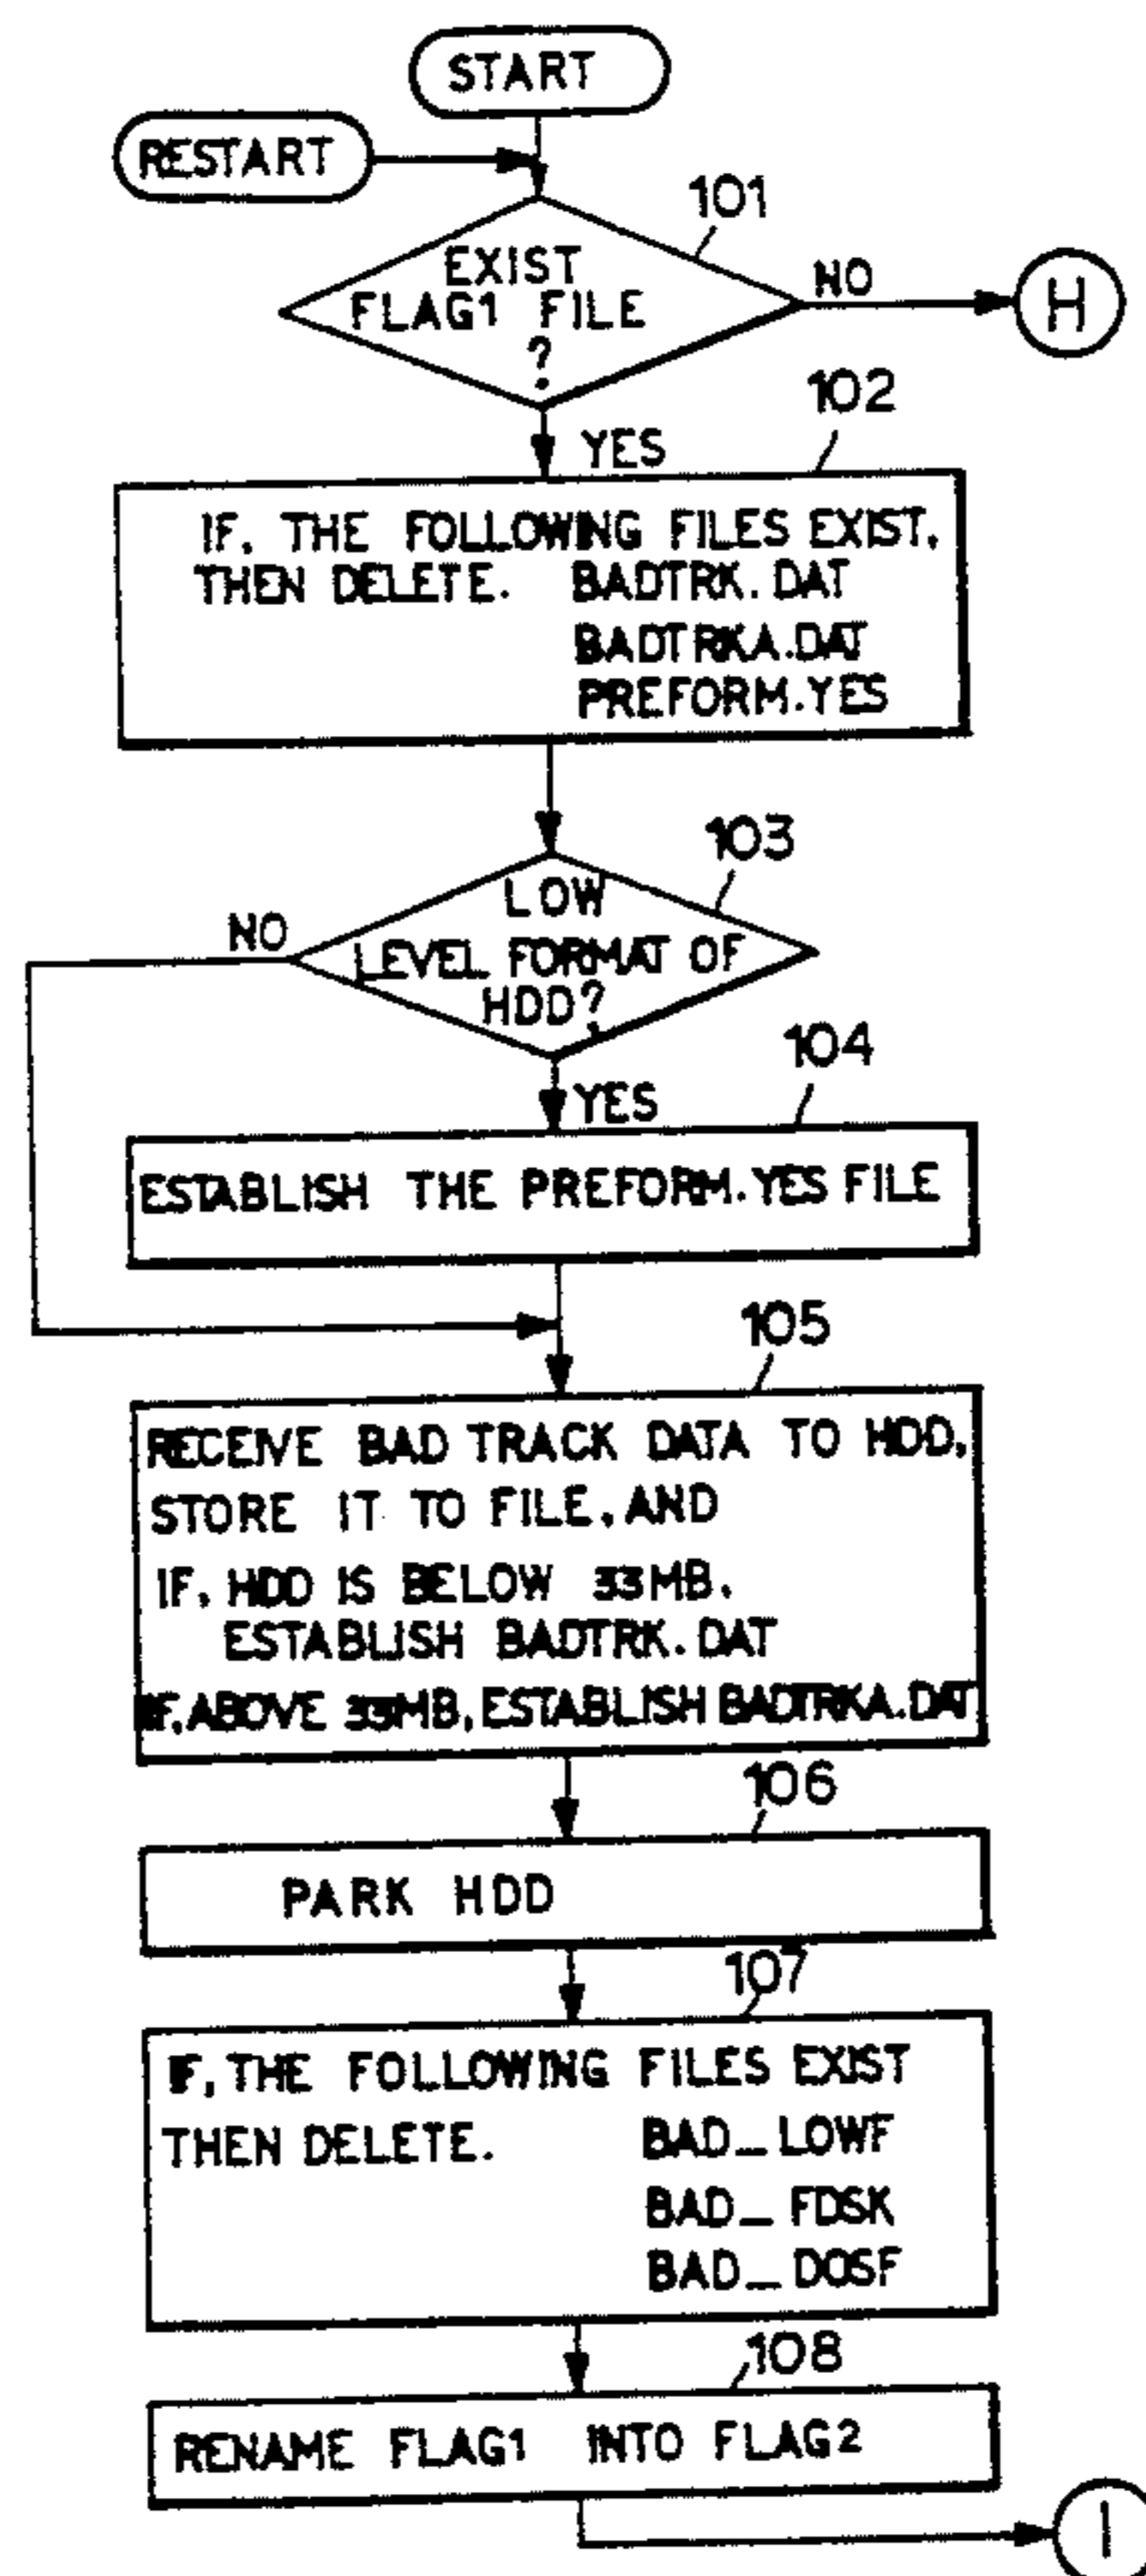 START
RESTART
101
EXIST
FLAG1 FILE
?
NO
H
102
YES
IF, THE FOLLOWING FILES EXIST,
THEN DELETE. BADTRK.DAT
BADTRKA.DAT
PREFORM.YES
103
NO
LOW
LEVEL FORMAT OF
HDD?
104
YES
ESTABLISH THE PREFORM.YES FILE
105
RECEIVE BAD TRACK DATA TO HDD,
STORE IT TO FILE, AND
IF, HDD IS BELOW 33MB,
ESTABLISH BADTRK.DAT
IF, ABOVE 33MB, ESTABLISH BADTRKA.DAT
106
PARK HDD
107
IF, THE FOLLOWING FILES EXIST
THEN DELETE. BAD_LOWF
BAD_FDSK
BAD_DOSF
108
RENAME FLAG1 INTO FLAG2
I